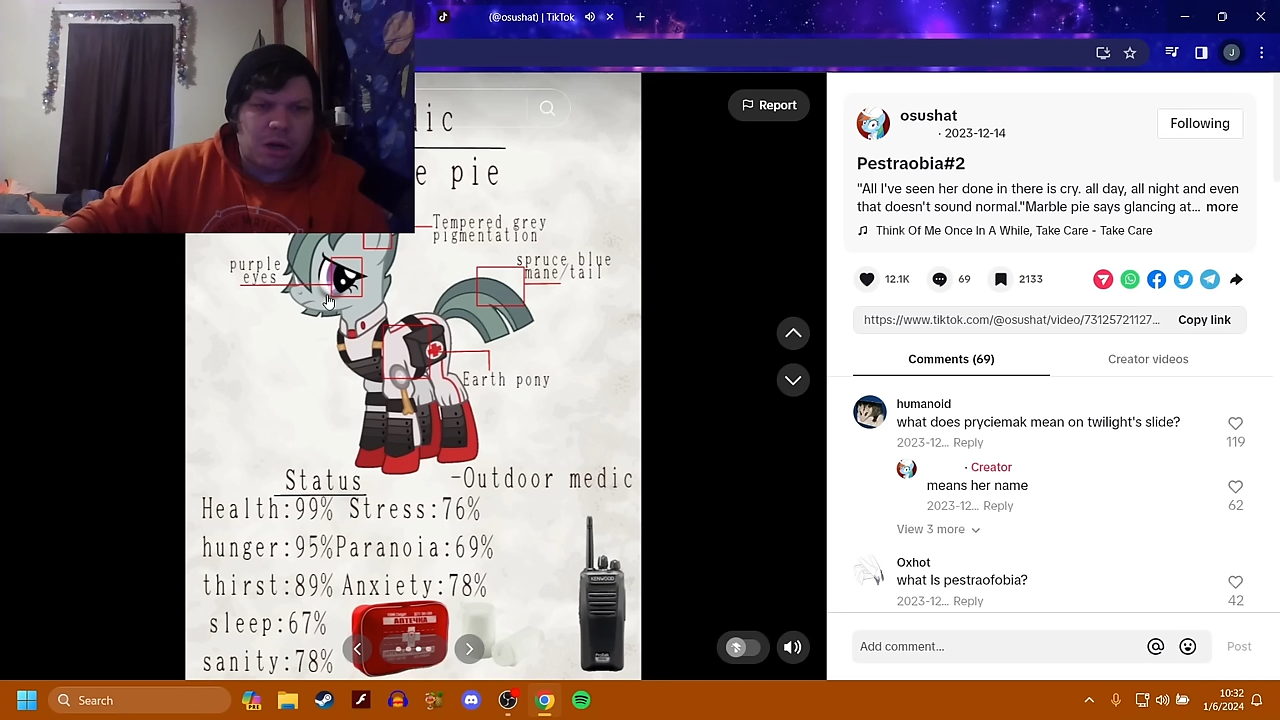 (@osushat) | TikTok
J
Report
dic
e pie
Tempered grey
pigmentation
purple
eyes
spruce blue
mane/tail
Earth pony
Status
-Outdoor medic
Health:99% Stress:76%
hunger:95%Paranoia:69%
thirst:89% Anxiety:78%
sleep:67%
sanity:78%
АПТЕЧКА
KENWOOD
osushat
· 2023-12-14
Following
Pestraobia#2
"All I've seen her done in there is cry. all day, all night and even
that doesn't sound normal."Marble pie says glancing at... more
Think Of Me Once In A While, Take Care - Take Care
12.1K
69
2133
https://www.tiktok.com/@osushat/video/73125721127...
Copy link
Comments (69)
Creator videos
humanoid
what does pryciemak mean on twilight's slide?
2023-12... Reply
119
· Creator
means her name
2023-12... Reply
62
View 3 more
Oxhot
what Is pestraofobia?
2023-12... Reply
42
Add comment...
Post
Search
PRE
10:32
1/6/2024